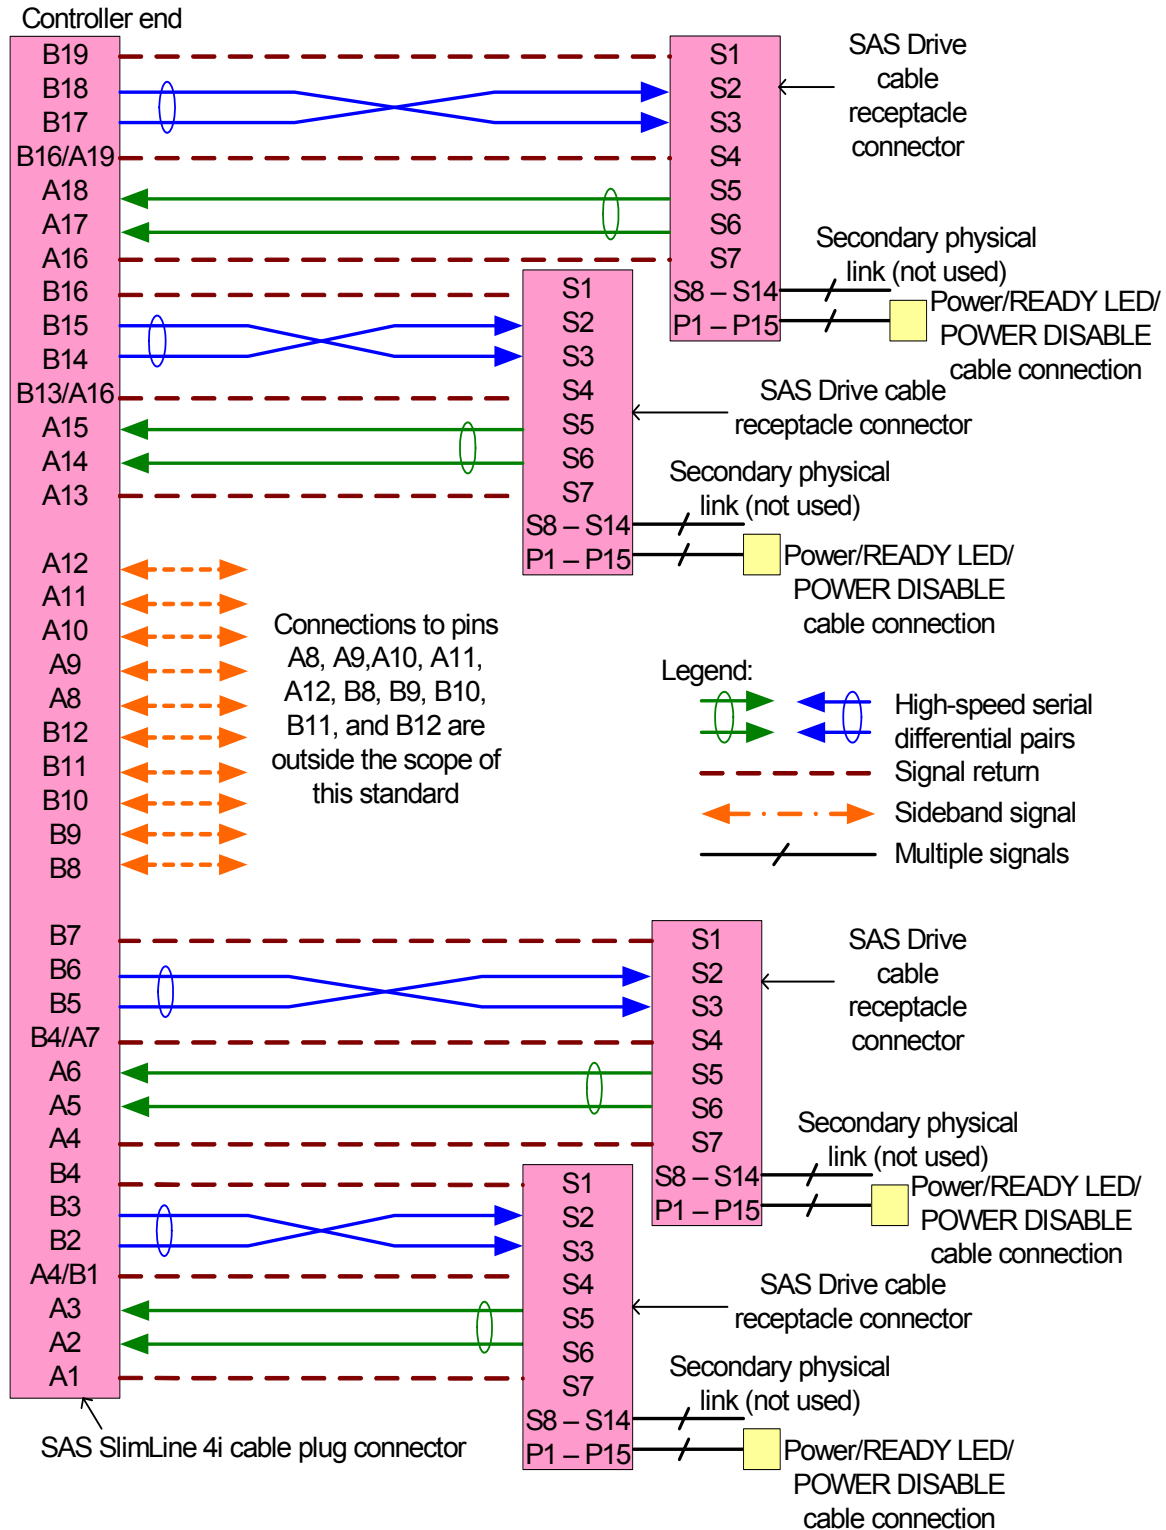 Controller end
B19
B18
B17
B16/A19
A18
A17
A16
B16
B15
B14
B13/A16
A15
A14
A13
A12
A11
A10
A9
A8
B12
B11
B10
B9
B8
B7
B6
B5
B4/A7
A6
A5
A4
B4
B3
B2
A4/B1
A3
A2
A1
SAS SlimLine 4i cable plug connector
S1
S2
S3
S4
S5
S6
S7
S8 – S14
P1 – P15
SAS Drive
cable
receptacle
connector
Secondary physical
link (not used)
Power/READY LED/
POWER DISABLE
cable connection
S1
S2
S3
S4
S5
S6
S7
S8 – S14
P1 – P15
SAS Drive cable
receptacle connector
Secondary physical
link (not used)
Power/READY LED/
POWER DISABLE
cable connection
Connections to pins
A8, A9,A10, A11,
A12, B8, B9, B10,
B11, and B12 are
outside the scope of
this standard
Legend:
High-speed serial
differential pairs
Signal return
Sideband signal
Multiple signals
S1
S2
S3
S4
S5
S6
S7
S8 – S14
P1 – P15
SAS Drive
cable
receptacle
connector
Secondary physical
link (not used)
Power/READY LED/
POWER DISABLE
cable connection
S1
S2
S3
S4
S5
S6
S7
S8 – S14
P1 – P15
SAS Drive cable
receptacle connector
Secondary physical
link (not used)
Power/READY LED/
POWER DISABLE
cable connection